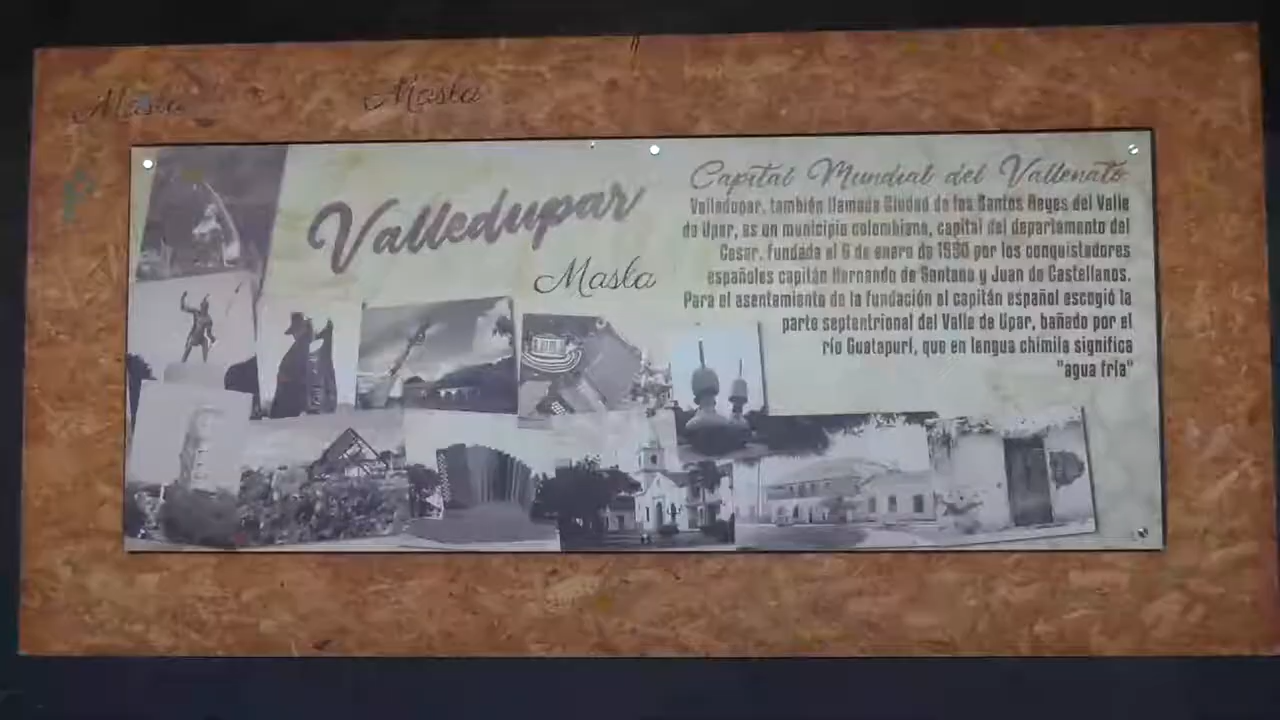 Masla
Masla
Valledupar
Masla
Capital Mundial del Vallenato
Valledupar, también llamada Ciudad de los Santos Reyes del Valle
de Upar, es un municipio colombiano, capital del departamento del
Cesar, fundada el 6 de enero de 1550 por los conquistadores
españoles capitán Hernando de Santana y Juan de Castellanos.
Para el asentamiento de la fundación el capitán español escogió la
parte septentrional del Valle de Upar, bañado por el
río Guatapurí, que en lengua chimila significa
"agua fría"